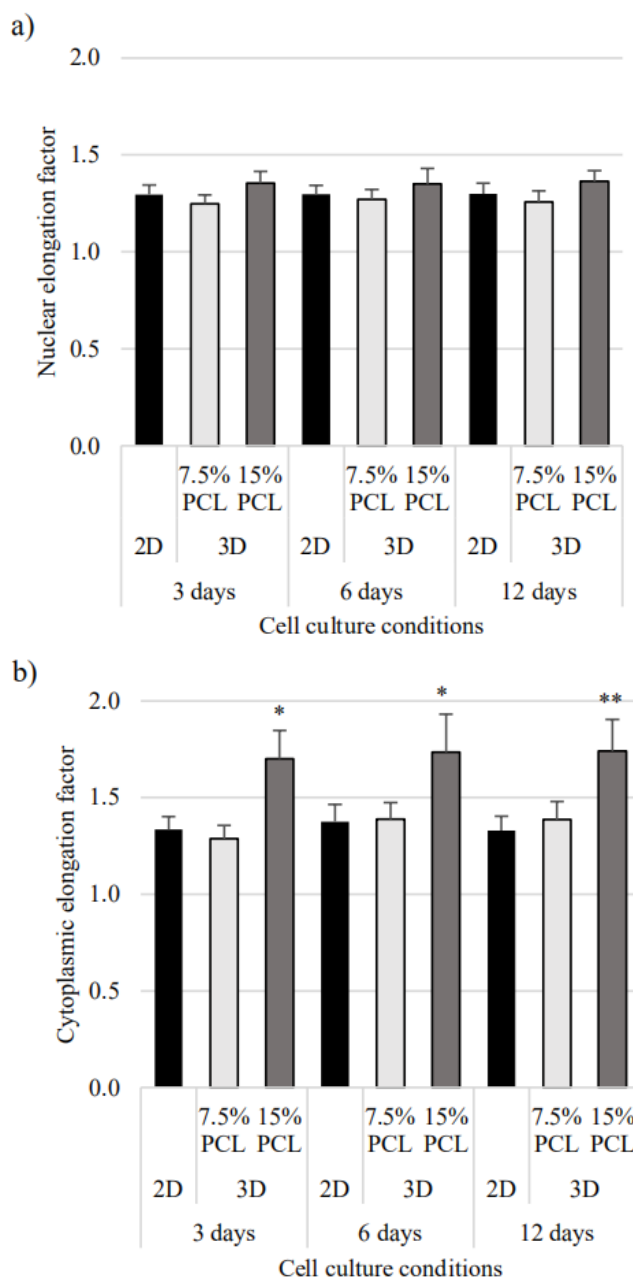 a)
Nuclear elongation factor
2.0
1.5
1.0
0.5
0.0
7.5% 15% 7.5% 15% 7.5% 15%
PCL PCL PCL PCL PCL PCL
2D 3D 2D 3D 2D 3D
3 days 6 days 12 days
Cell culture conditions
b)
Cytoplasmic elongation factor
2.0
* * **
1.5
1.0
0.5
0.0
7.5% 15% 7.5% 15% 7.5% 15%
PCL PCL PCL PCL PCL PCL
2D 3D 2D 3D 2D 3D
3 days 6 days 12 days
Cell culture conditions